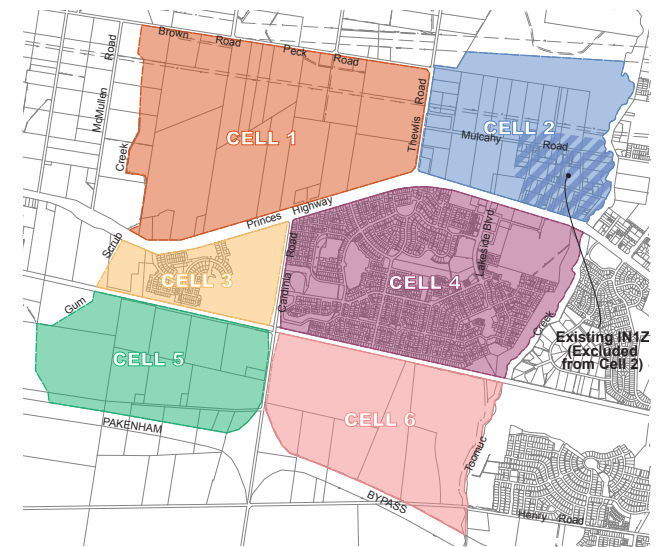 Brown Road Peck Road
McMullen Road
CELL 1
Thewlis Road
CELL 2
Mulcahy Road
Creek
Princes Highway
Scrub
CELL 3
Cardinia Road
CELL 4
Lakeside Blvd
Gum
Creek
Existing IN1Z
(Excluded
from Cell 2)
CELL 5
CELL 6
PAKENHAM
Toomuc
BYPASS
Henry Road